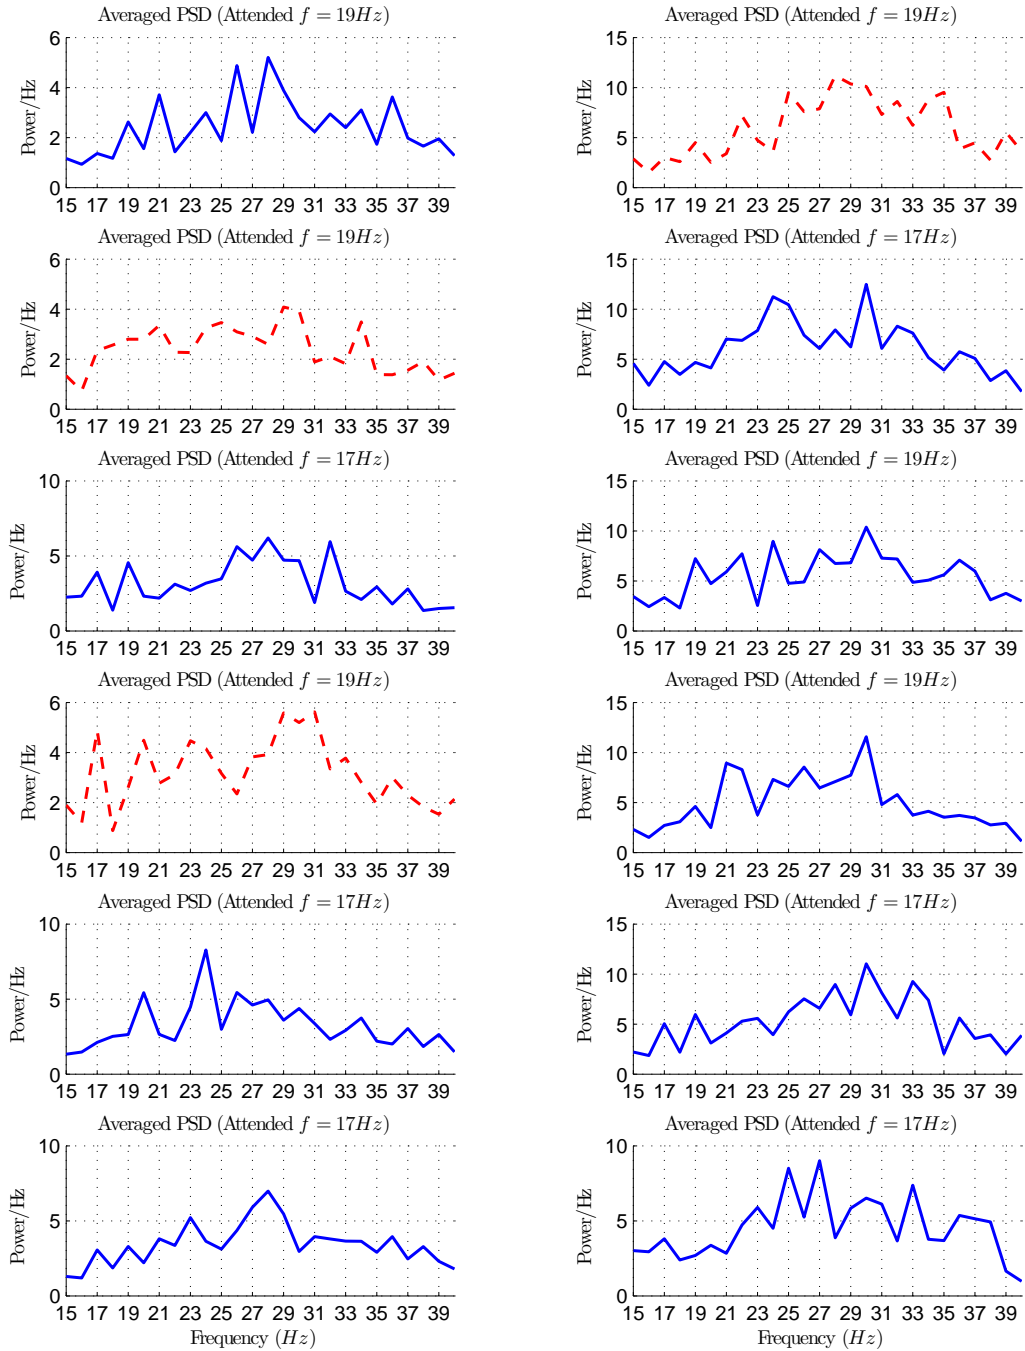 Averaged PSD (Attended f = 19Hz)
Power/Hz
6
4
2
0
15 17 19 21 23 25 27 29 31 33 35 37 39
Averaged PSD (Attended f = 19Hz)
Power/Hz
15
10
5
0
15 17 19 21 23 25 27 29 31 33 35 37 39
Averaged PSD (Attended f = 19Hz)
Power/Hz
6
4
2
0
15 17 19 21 23 25 27 29 31 33 35 37 39
Averaged PSD (Attended f = 17Hz)
Power/Hz
15
10
5
0
15 17 19 21 23 25 27 29 31 33 35 37 39
Averaged PSD (Attended f = 17Hz)
Power/Hz
10
5
0
15 17 19 21 23 25 27 29 31 33 35 37 39
Averaged PSD (Attended f = 19Hz)
Power/Hz
15
10
5
0
15 17 19 21 23 25 27 29 31 33 35 37 39
Averaged PSD (Attended f = 19Hz)
Power/Hz
6
4
2
0
15 17 19 21 23 25 27 29 31 33 35 37 39
Averaged PSD (Attended f = 19Hz)
Power/Hz
15
10
5
0
15 17 19 21 23 25 27 29 31 33 35 37 39
Averaged PSD (Attended f = 17Hz)
Power/Hz
10
5
0
15 17 19 21 23 25 27 29 31 33 35 37 39
Averaged PSD (Attended f = 17Hz)
Power/Hz
15
10
5
0
15 17 19 21 23 25 27 29 31 33 35 37 39
Averaged PSD (Attended f = 17Hz)
Power/Hz
10
5
0
15 17 19 21 23 25 27 29 31 33 35 37 39
Frequency (Hz)
Averaged PSD (Attended f = 17Hz)
Power/Hz
10
5
0
15 17 19 21 23 25 27 29 31 33 35 37 39
Frequency (Hz)